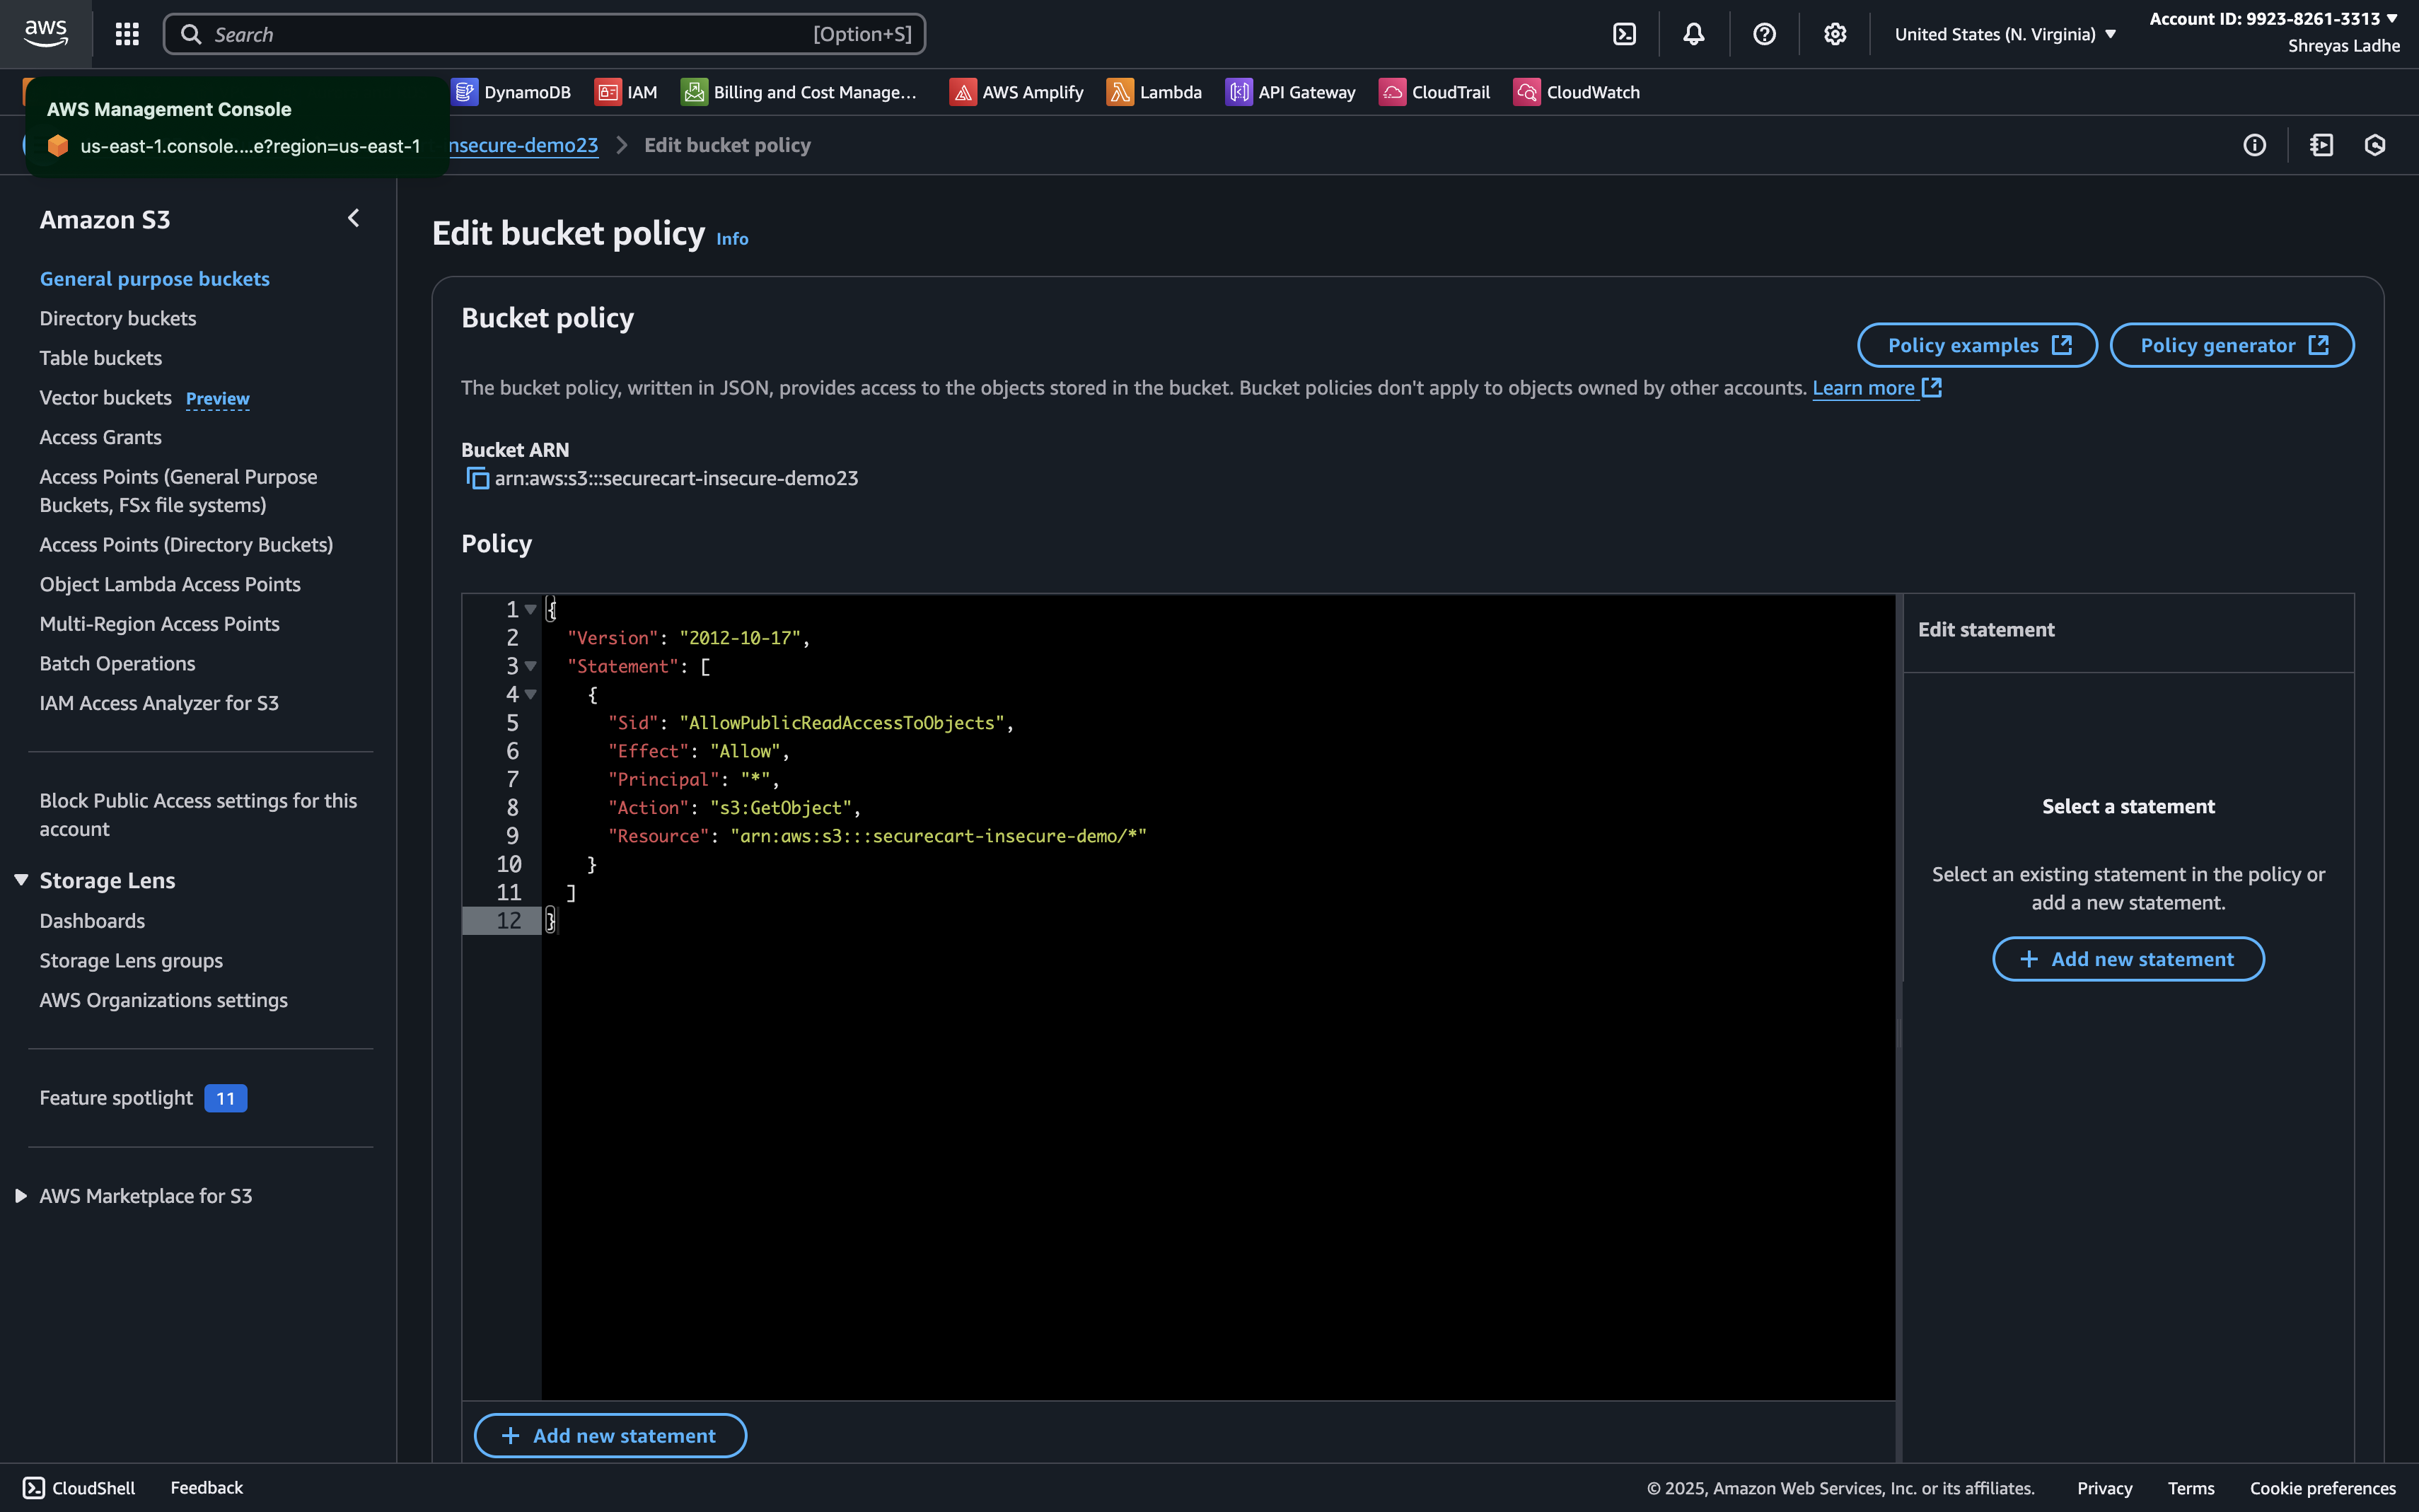 aws
Search [Option+S]
United States (N. Virginia)
Account ID: 9923-8261-3313
Shreyas Ladhe
AWS Management Console
us-east-1.console....e?region=us-east-1
DynamoDB
IAM
Billing and Cost Manage...
AWS Amplify
Lambda
API Gateway
CloudTrail
CloudWatch
nsecure-demo23
Edit bucket policy
Amazon S3
General purpose buckets
Directory buckets
Table buckets
Vector buckets Preview
Access Grants
Access Points (General Purpose
Buckets, FSx file systems)
Access Points (Directory Buckets)
Object Lambda Access Points
Multi-Region Access Points
Batch Operations
IAM Access Analyzer for S3
Block Public Access settings for this
account
Storage Lens
Dashboards
Storage Lens groups
AWS Organizations settings
Feature spotlight 11
AWS Marketplace for S3
Edit bucket policy Info
Bucket policy
Policy examples
Policy generator
The bucket policy, written in JSON, provides access to the objects stored in the bucket. Bucket policies don't apply to objects owned by other accounts. Learn more
Bucket ARN
arn:aws:s3:::securecart-insecure-demo23
Policy
1 {
2 "Version": "2012-10-17",
3 "Statement": [
4 {
5 "Sid": "AllowPublicReadAccessToObjects",
6 "Effect": "Allow",
7 "Principal": "*",
8 "Action": "s3:GetObject",
9 "Resource": "arn:aws:s3:::securecart-insecure-demo/*"
10 }
11 ]
12 }
+ Add new statement
Edit statement
Select a statement
Select an existing statement in the policy or
add a new statement.
+ Add new statement
CloudShell
Feedback
© 2025, Amazon Web Services, Inc. or its affiliates.
Privacy
Terms
Cookie preferences